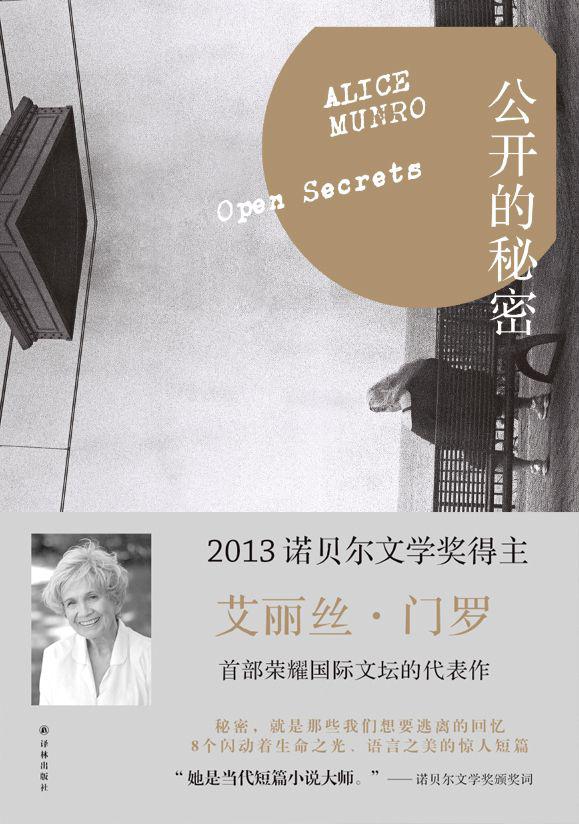 ALICE
MUNRO
Open Secrets
公开的秘密
2013 诺贝尔文学奖得主
艾丽丝·门罗
首部荣耀国际文坛的代表作
秘密，就是那些我们想要逃离的回忆
8个闪动着生命之光、语言之美的惊人短篇
“她是当代短篇小说大师。”——诺贝尔文学奖颁奖词
译林出版社